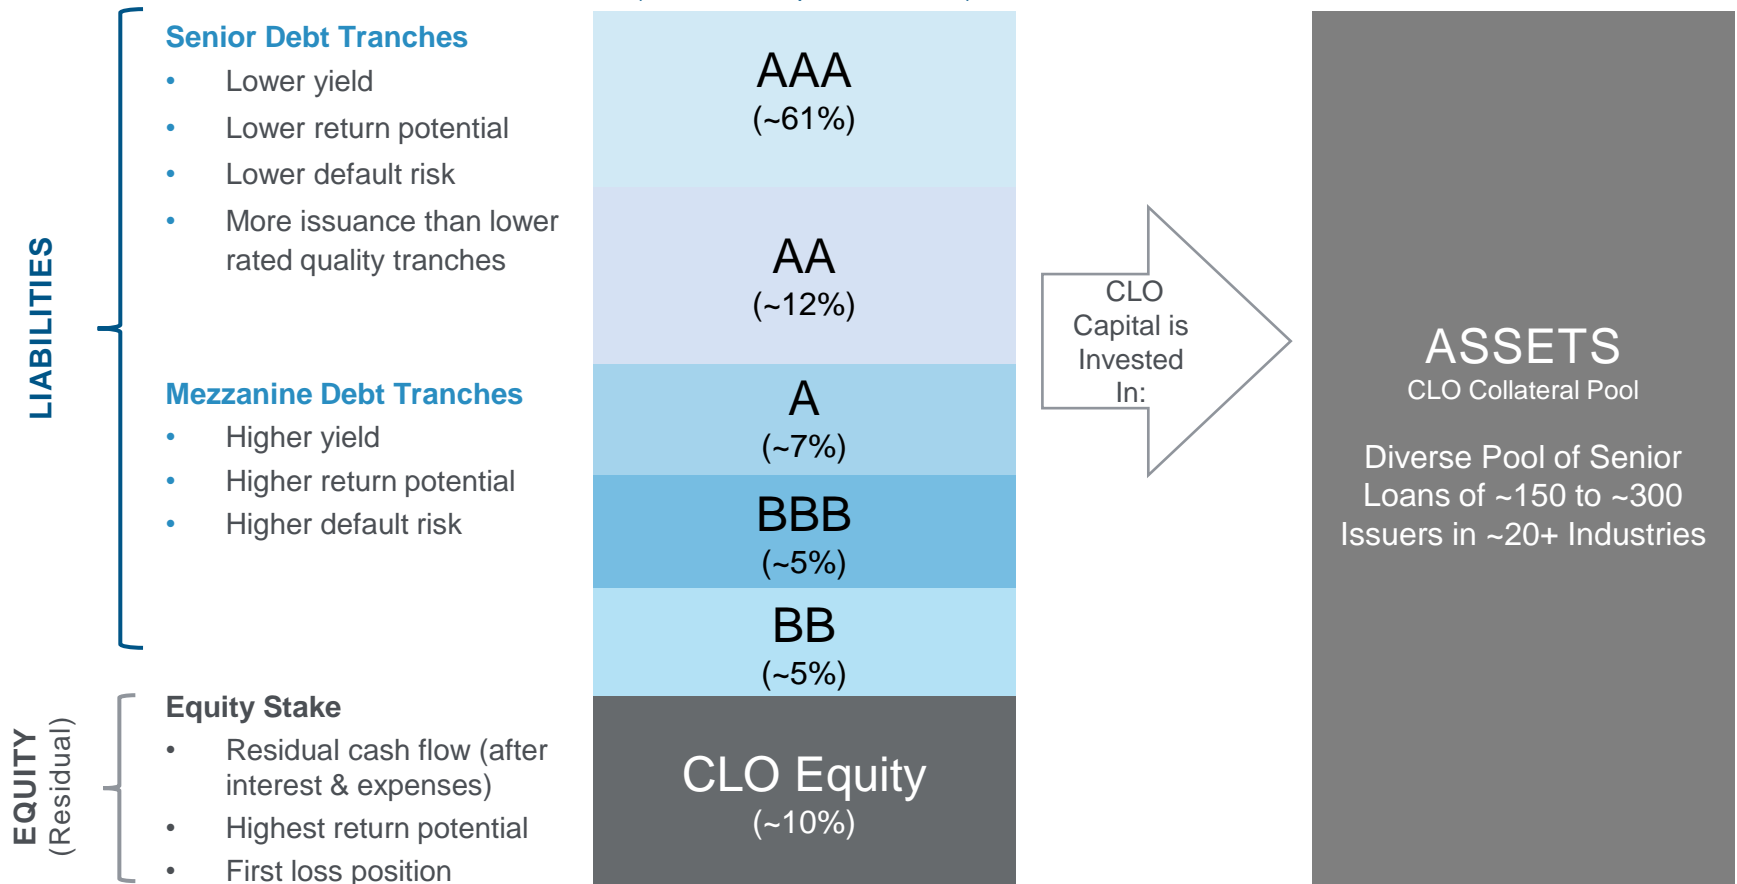 Senior Debt Tranches
• Lower yield
• Lower return potential
• Lower default risk
• More issuance than lower
rated quality tranches
LIABILITIES
Mezzanine Debt Tranches
• Higher yield
• Higher return potential
• Higher default risk
EQUITY
(Residual)
Equity Stake
• Residual cash flow (after
interest & expenses)
• Highest return potential
• First loss position
AAA
(~61%)
AA
(~12%)
A
(~7%)
BBB
(~5%)
BB
(~5%)
CLO Equity
(~10%)
CLO
Capital is
Invested
In:
ASSETS
CLO Collateral Pool
Diverse Pool of Senior
Loans of ~150 to ~300
Issuers in ~20+ Industries